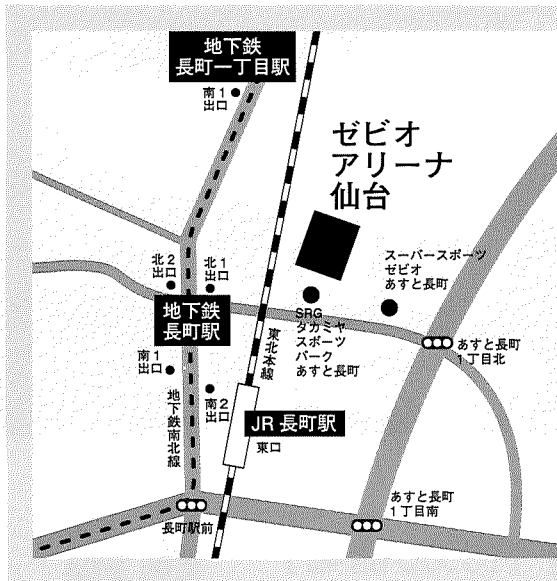 地下鉄
長町一丁目駅
南1
出口
ゼビオ
アリーナ
仙台
スーパースポーツ
ゼビオ
あすと長町
北2
出口
北1
出口
地下鉄
長町駅
SRG
タカミヤ
スポーツ
パーク
あすと長町
東北本線
あすと長町
1丁目北
南1
出口
南2
出口
地下鉄南北線
JR 長町駅
東口
あすと長町
1丁目南
長町駅前